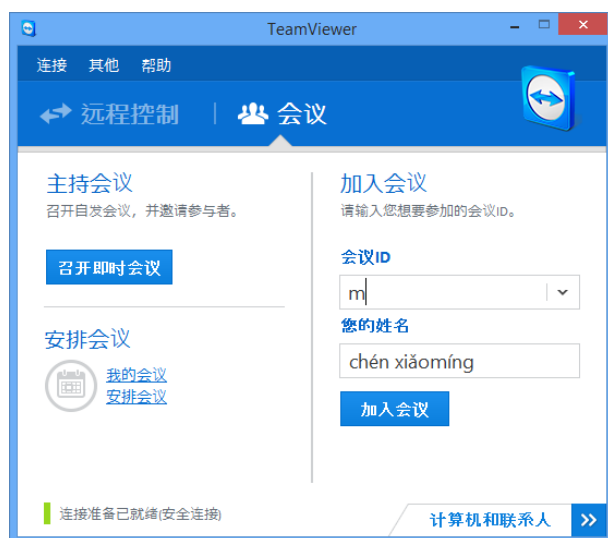 TeamViewer
连接 其他 帮助
远程控制 会议
主持会议
召开自发会议，并邀请参与者。
召开即时会议
安排会议
我的会议
安排会议
加入会议
请输入您想要参加的会议ID。
会议ID
m
您的姓名
chén xiǎomíng
加入会议
连接准备已就绪(安全连接)
计算机和联系人